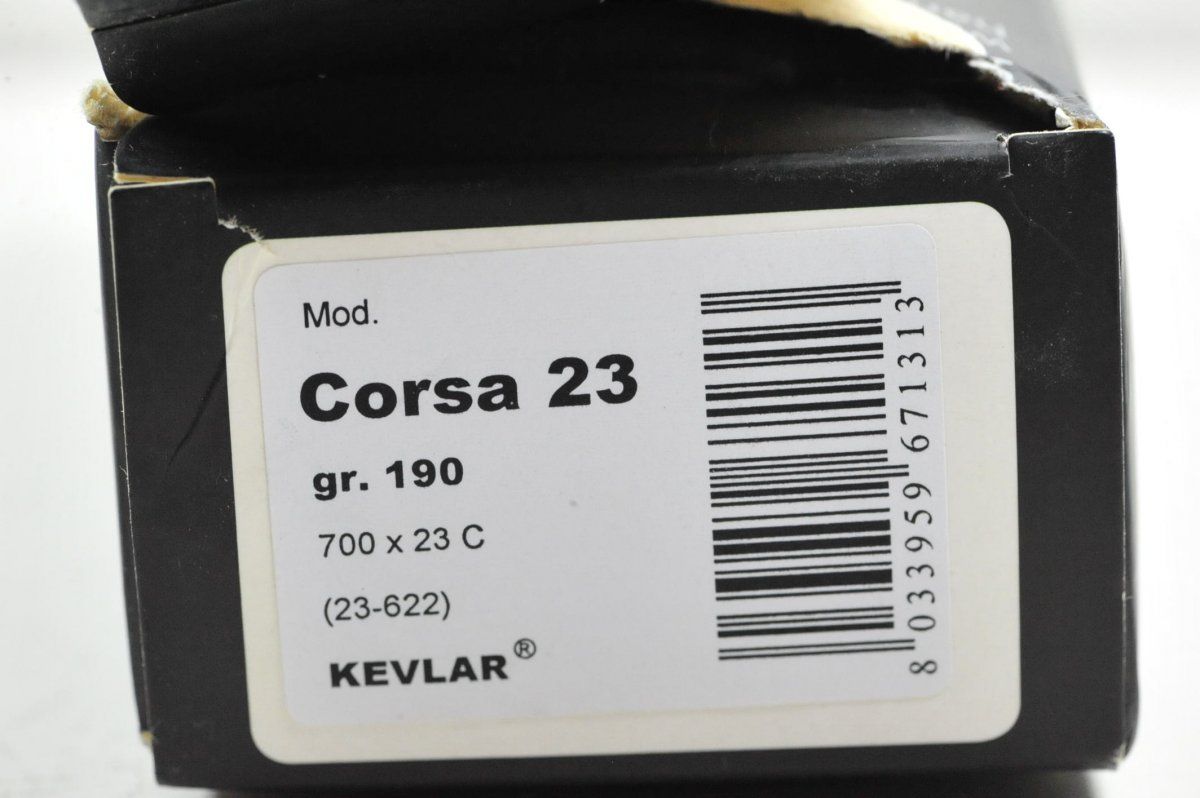 Mod.
Corsa 23
gr. 190
700 x 23 C
(23-622)
KEVLAR®
8 033959 671313